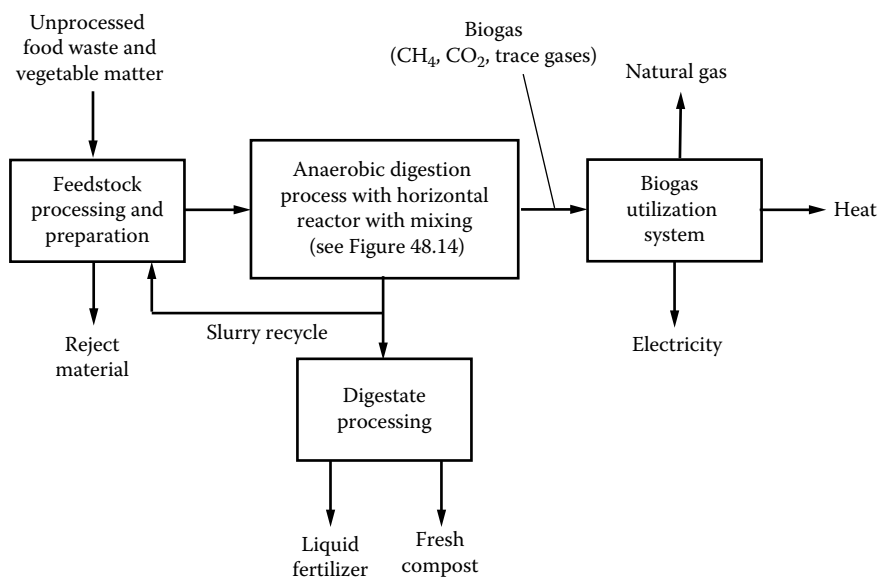 Unprocessed
food waste and
vegetable matter
Biogas
(CH₄, CO₂, trace gases)
Natural gas
Feedstock
processing and
preparation
Anaerobic digestion
process with horizontal
reactor with mixing
(see Figure 48.14)
Biogas
utilization
system
Heat
Slurry recycle
Reject
material
Electricity
Digestate
processing
Liquid
fertilizer
Fresh
compost